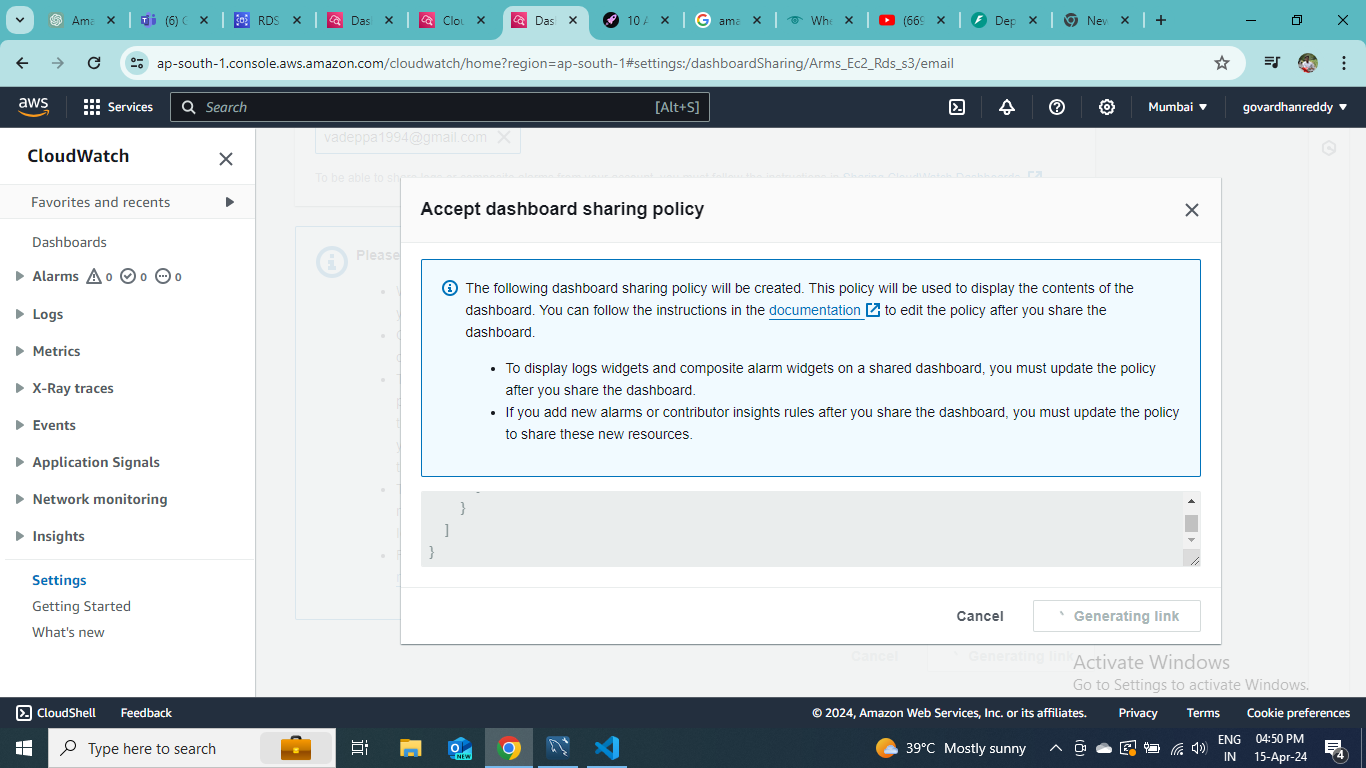 Ama
(6) C
RDS
Das
Clou
Das
10 A
ama
Whe
(669
Dep
New
ap-south-1.console.aws.amazon.com/cloudwatch/home?region=ap-south-1#settings:/dashboardSharing/Arms_Ec2_Rds_s3/email
aws
Services
Search
[Alt+S]
Mumbai
govardhanreddy
CloudWatch
Favorites and recents
Dashboards
Alarms 0 0 0
Logs
Metrics
X-Ray traces
Events
Application Signals
Network monitoring
Insights
Settings
Getting Started
What's new
vadeppa1994@gmail.com
Please
Accept dashboard sharing policy
The following dashboard sharing policy will be created. This policy will be used to display the contents of the
dashboard. You can follow the instructions in the documentation to edit the policy after you share the
dashboard.
• To display logs widgets and composite alarm widgets on a shared dashboard, you must update the policy
after you share the dashboard.
• If you add new alarms or contributor insights rules after you share the dashboard, you must update the policy
to share these new resources.
}
]
}
Cancel
Generating link
Cancel
Generating link
Activate Windows
Go to Settings to activate Windows.
CloudShell
Feedback
© 2024, Amazon Web Services, Inc. or its affiliates.
Privacy
Terms
Cookie preferences
Type here to search
NEW
39°C Mostly sunny
ENG
IN
04:50 PM
15-Apr-24
4